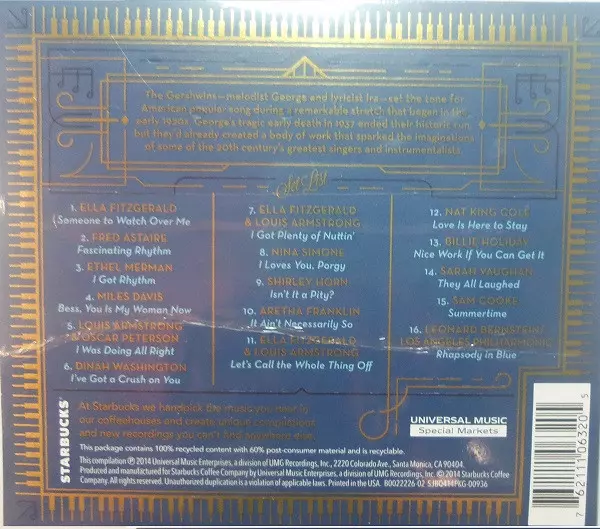 The Gershwins—melodist George and lyricist Ira—set the tone for
American popular song during a remarkable stretch that began in the
early 1920s. George's tragic early death in 1937 ended their historic run,
but they'd already created a body of work that sparked the imaginations
of some of the 20th century's greatest singers and instrumentalists.
Set List
1. ELLA FITZGERALD
Someone to Watch Over Me
2. FRED ASTAIRE
Fascinating Rhythm
3. ETHEL MERMAN
I Got Rhythm
4. MILES DAVIS
Bess, You Is My Woman Now
5. LOUIS ARMSTRONG
& OSCAR PETERSON
I Was Doing All Right
6. DINAH WASHINGTON
I've Got a Crush on You
7. ELLA FITZGERALD
& LOUIS ARMSTRONG
I Got Plenty of Nuttin'
8. NINA SIMONE
I Loves You, Porgy
9. SHIRLEY HORN
Isn't It a Pity?
10. ARETHA FRANKLIN
It Ain't Necessarily So
11. ELLA FITZGERALD
& LOUIS ARMSTRONG
Let's Call the Whole Thing Off
12. NAT KING COLE
Love Is Here to Stay
13. BILLIE HOLIDAY
Nice Work If You Can Get It
14. SARAH VAUGHAN
They All Laughed
15. SAM COOKE
Summertime
16. LEONARD BERNSTEIN
LOS ANGELES PHILHARMONIC
Rhapsody in Blue
STARBUCKS
At Starbucks we handpick the music you hear in
our coffeehouses and create unique compilations
and new recordings you can't find anywhere else.
UNIVERSAL MUSIC
Special Markets
This package contains 100% recycled content with 60% post-consumer material and is recyclable.
This compilation ℗ 2014 Universal Music Enterprises, a division of UMG Recordings, Inc., 2220 Colorado Ave., Santa Monica, CA 90404.
Produced and manufactured for Starbucks Coffee Company by Universal Music Enterprises, a division of UMG Recordings, Inc. © 2014 Starbucks Coffee
Company. All rights reserved. Unauthorized duplication is a violation of applicable laws. Printed in the USA. B0022226-02 SJB0414PKG-00936
7 62111 06320 5